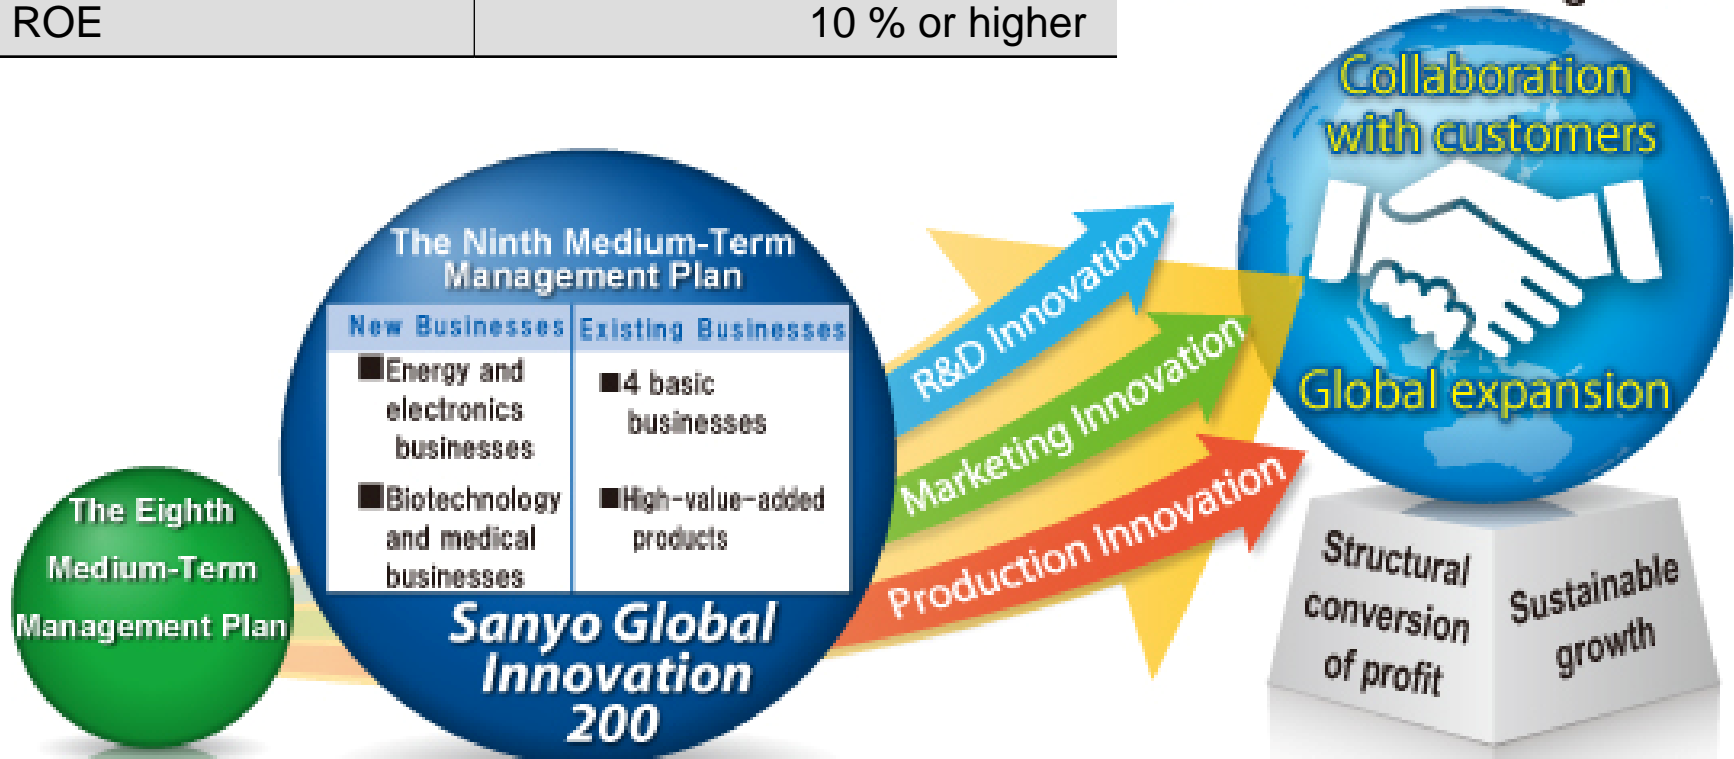 ROE 10 % or higher
Collaboration
with customers
Global expansion
R&D Innovation
Marketing Innovation
Production Innovation
The Ninth Medium-Term
Management Plan
New Businesses Existing Businesses
■Energy and
electronics
businesses
■Biotechnology
and medical
businesses
■4 basic
businesses
■High-value-added
products
Sanyo Global
Innovation
200
The Eighth
Medium-Term
Management Plan
Structural
conversion
of profit
Sustainable
growth